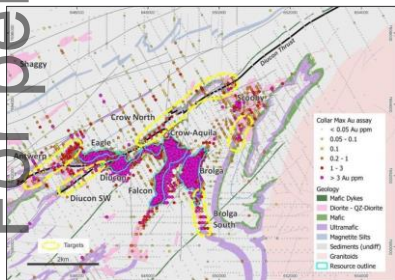 For pe
Shaggy
Diucon Thrust
Crow North
Crow-Aquila
Eagle
Antwerp
Diucon
Diucon SW
Falcon
Brolga
Brolga
South
Targets
2km
Collar Max Au assay
< 0.05 Au ppm
0.05 - 0.1
0.1
0.2 - 1
1 - 3
> 3 Au ppm
Geology
Mafic Dykes
Diorite - QZ-Diorite
Mafic
Ultramafic
Magnetite Silts
Sediments (undiff)
Granitoids
Resource outline